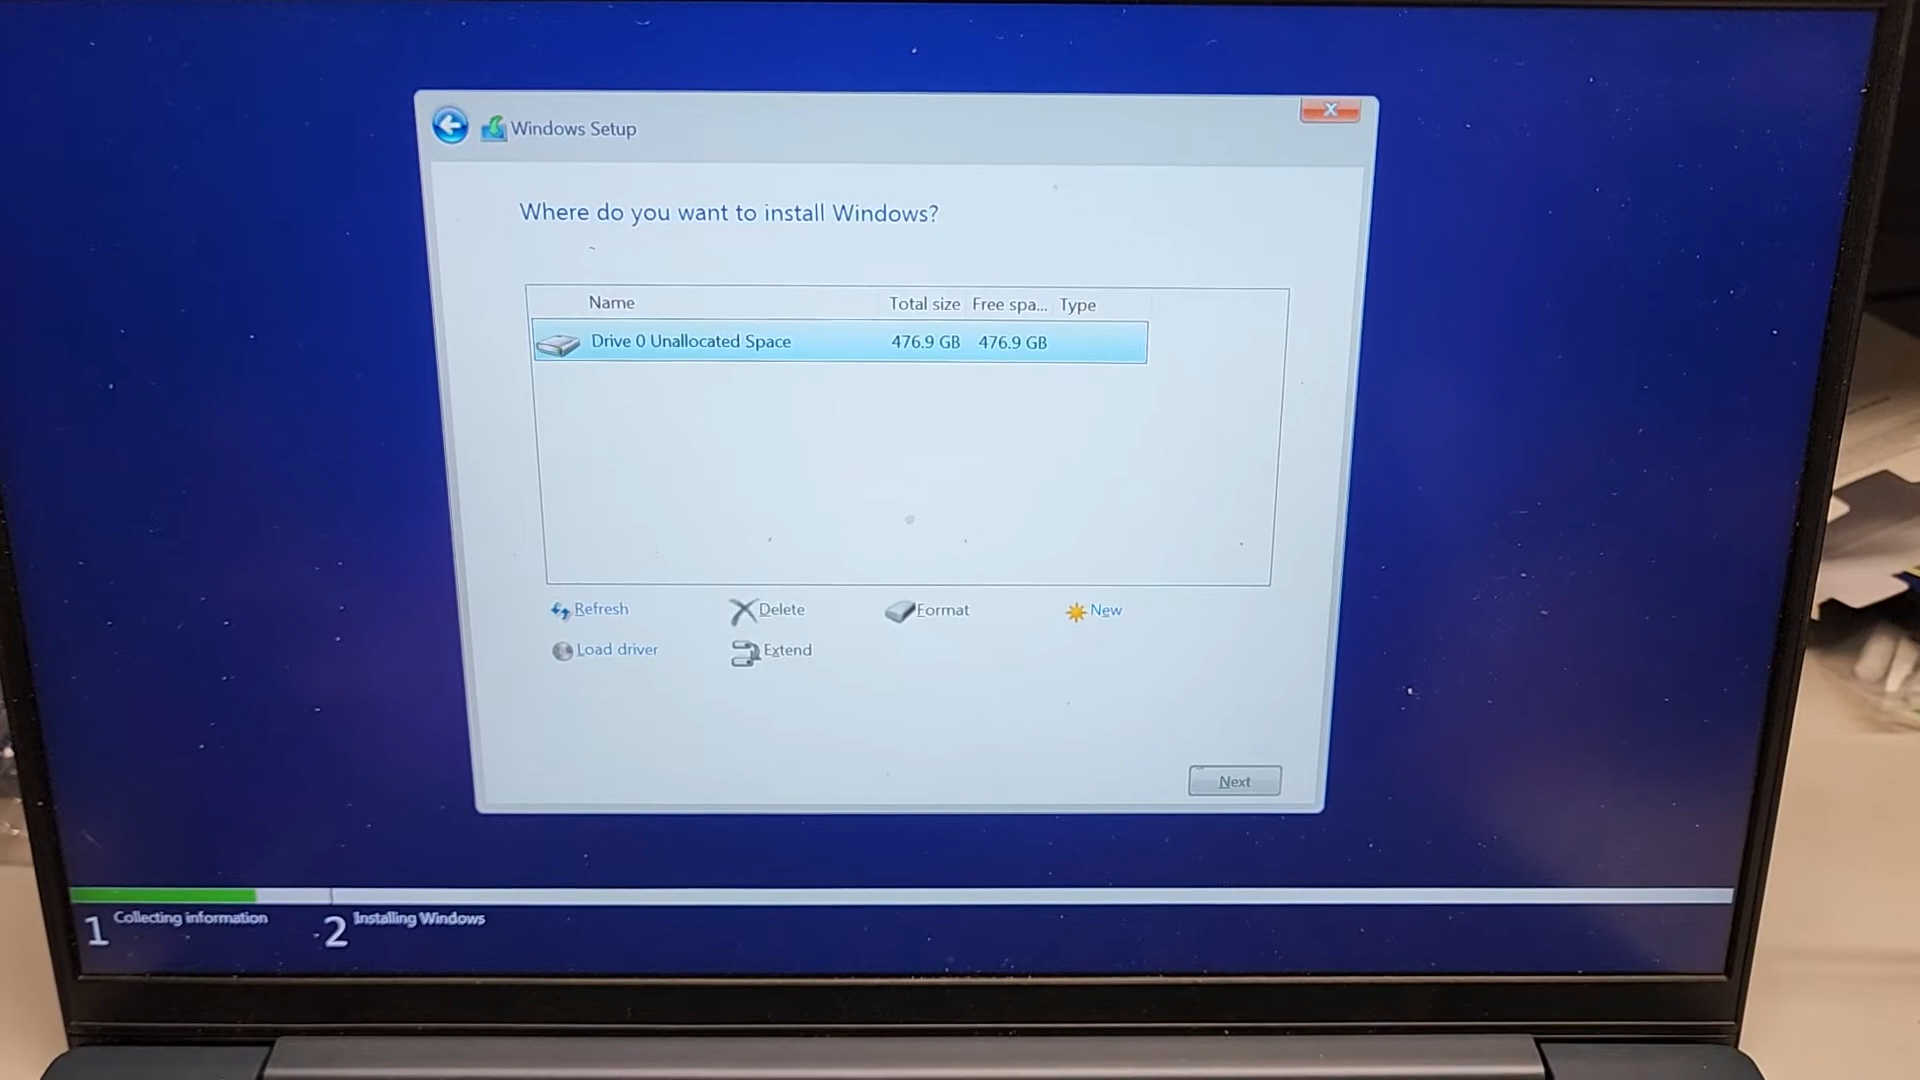 Windows Setup
X
Where do you want to install Windows?
Name Total size Free spa... Type
Drive 0 Unallocated Space 476.9 GB 476.9 GB
Refresh Delete Format New
Load driver Extend
Next
1 Collecting information 2 Installing Windows